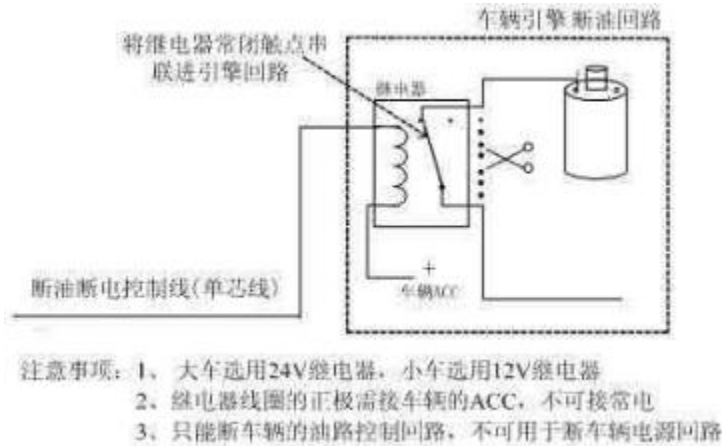 车辆引擎断油回路
将继电器常闭触点串
联进引擎回路
继电器
+
车辆ACC
断油断电控制线(单芯线)
注意事项：1、 大车选用24V继电器，小车选用12V继电器
2、继电器线圈的正极需接车辆的ACC，不可接常电
3、只能断车辆的油路控制回路，不可用于断车辆电源回路